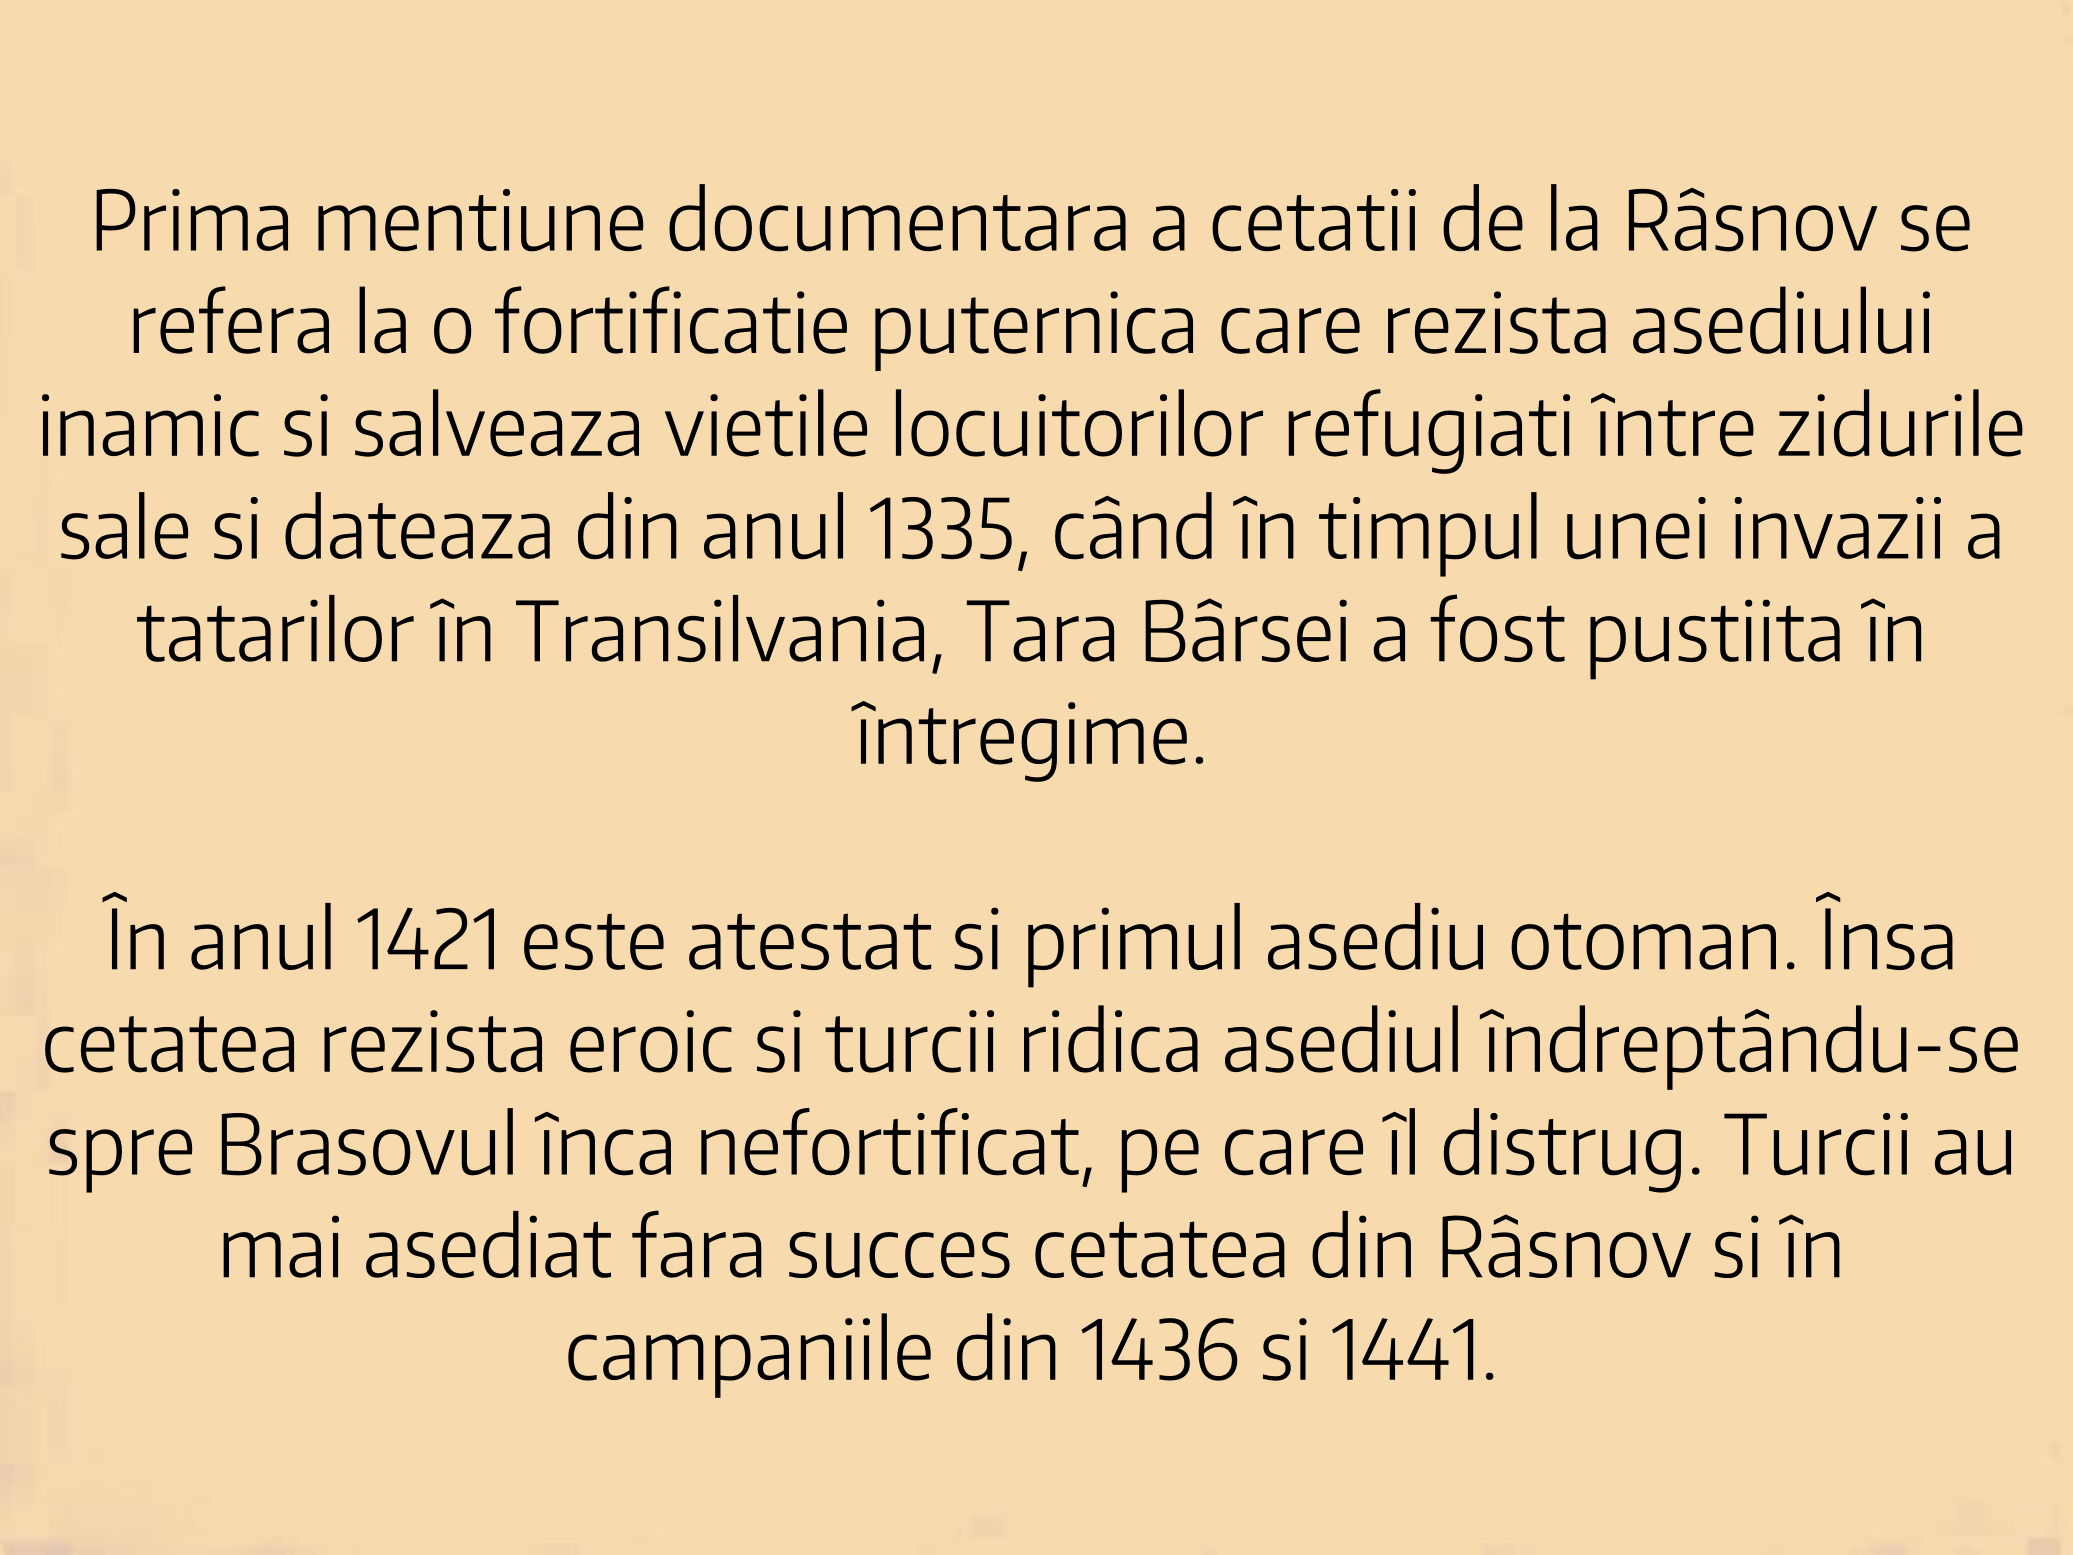 Prima mentiune documentara a cetatii de la Râsnov se
refera la o fortificatie puternica care rezista asediului
inamic si salveaza vietile locuitorilor refugiati între zidurile
sale si dateaza din anul 1335, când în timpul unei invazii a
tatarilor în Transilvania, Tara Bârsei a fost pustiita în
întregime.
În anul 1421 este atestat si primul asediu otoman. Însa
cetatea rezista eroic si turcii ridica asediul îndreptându-se
spre Brasovul înca nefortificat, pe care îl distrug. Turcii au
mai asediat fara succes cetatea din Râsnov si în
campaniile din 1436 si 1441.